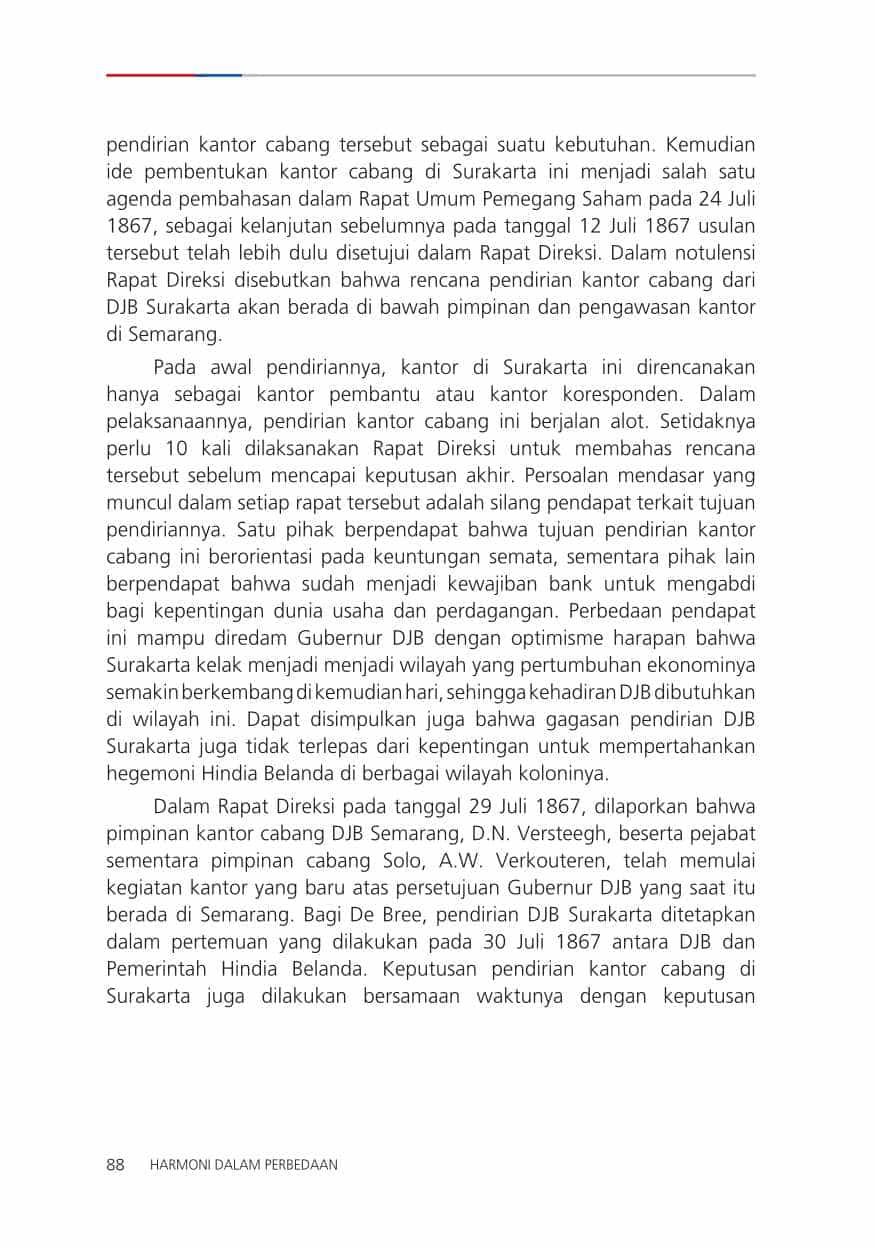 pendirian kantor cabang tersebut sebagai suatu kebutuhan. Kemudian
ide pembentukan kantor cabang di Surakarta ini menjadi salah satu
agenda pembahasan dalam Rapat Umum Pemegang Saham pada 24 Juli
1867, sebagai kelanjutan sebelumnya pada tanggal 12 Juli 1867 usulan
tersebut telah lebih dulu disetujui dalam Rapat Direksi. Dalam notulensi
Rapat Direksi disebutkan bahwa rencana pendirian kantor cabang dari
DJB Surakarta akan berada di bawah pimpinan dan pengawasan kantor
di Semarang.
Pada awal pendiriannya, kantor di Surakarta ini direncanakan
hanya sebagai kantor pembantu atau kantor koresponden. Dalam
pelaksanaannya, pendirian kantor cabang ini berjalan alot. Setidaknya
perlu 10 kali dilaksanakan Rapat Direksi untuk membahas rencana
tersebut sebelum mencapai keputusan akhir. Persoalan mendasar yang
muncul dalam setiap rapat tersebut adalah silang pendapat terkait tujuan
pendiriannya. Satu pihak berpendapat bahwa tujuan pendirian kantor
cabang ini berorientasi pada keuntungan semata, sementara pihak lain
berpendapat bahwa sudah menjadi kewajiban bank untuk mengabdi
bagi kepentingan dunia usaha dan perdagangan. Perbedaan pendapat
ini mampu diredam Gubernur DJB dengan optimisme harapan bahwa
Surakarta kelak menjadi menjadi wilayah yang pertumbuhan ekonominya
semakin berkembang di kemudian hari, sehingga kehadiran DJB dibutuhkan
di wilayah ini. Dapat disimpulkan juga bahwa gagasan pendirian DJB
Surakarta juga tidak terlepas dari kepentingan untuk mempertahankan
hegemoni Hindia Belanda di berbagai wilayah koloninya.
Dalam Rapat Direksi pada tanggal 29 Juli 1867, dilaporkan bahwa
pimpinan kantor cabang DJB Semarang, D.N. Versteegh, beserta pejabat
sementara pimpinan cabang Solo, A.W. Verkouteren, telah memulai
kegiatan kantor yang baru atas persetujuan Gubernur DJB yang saat itu
berada di Semarang. Bagi De Bree, pendirian DJB Surakarta ditetapkan
dalam pertemuan yang dilakukan pada 30 Juli 1867 antara DJB dan
Pemerintah Hindia Belanda. Keputusan pendirian kantor cabang di
Surakarta juga dilakukan bersamaan waktunya dengan keputusan
88 HARMONI DALAM PERBEDAAN